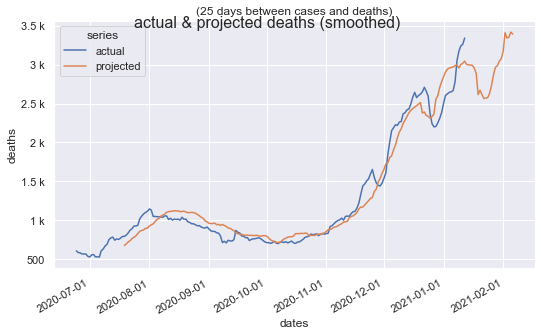 (25 days between cases and deaths)
actual & projected deaths (smoothed)
series
actual
projected
deaths
3.5 k
3 k
2.5 k
2 k
1.5 k
1 k
500
2020-07-01
2020-08-01
2020-09-01
2020-10-01
2020-11-01
2020-12-01
2021-01-01
2021-02-01
dates